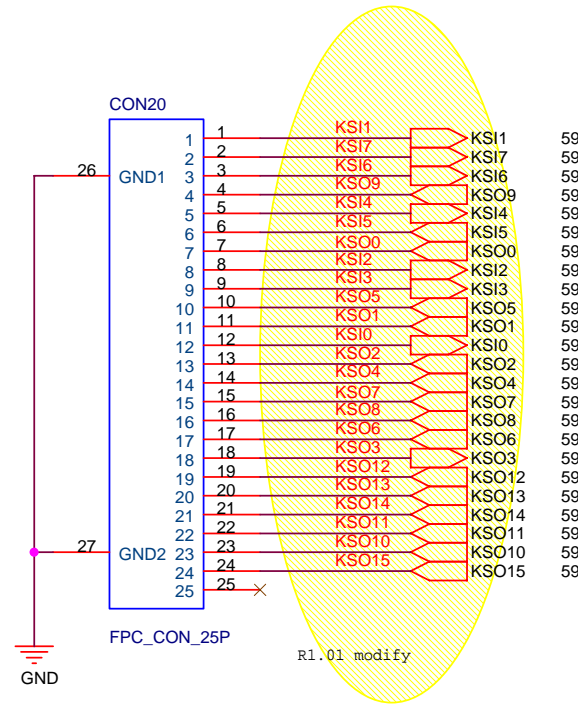 CON20
1 1 KSI1 KSI1 59
2 2 KSI7 KSI7 59
26 GND1 3 3 KSI6 KSI6 59
4 4 KSO9 KSO9 59
5 5 KSI4 KSI4 59
6 6 KSI5 KSI5 59
7 7 KSO0 KSO0 59
8 8 KSI2 KSI2 59
9 9 KSI3 KSI3 59
10 10 KSO5 KSO5 59
11 11 KSO1 KSO1 59
12 12 KSI0 KSI0 59
13 13 KSO2 KSO2 59
14 14 KSO4 KSO4 59
15 15 KSO7 KSO7 59
16 16 KSO8 KSO8 59
17 17 KSO6 KSO6 59
18 18 KSO3 KSO3 59
19 19 KSO12 KSO12 59
20 20 KSO13 KSO13 59
21 21 KSO14 KSO14 59
22 22 KSO11 KSO11 59
27 GND2 23 23 KSO10 KSO10 59
24 24 KSO15 KSO15 59
25 25
FPC_CON_25P
R1.01 modify
GND